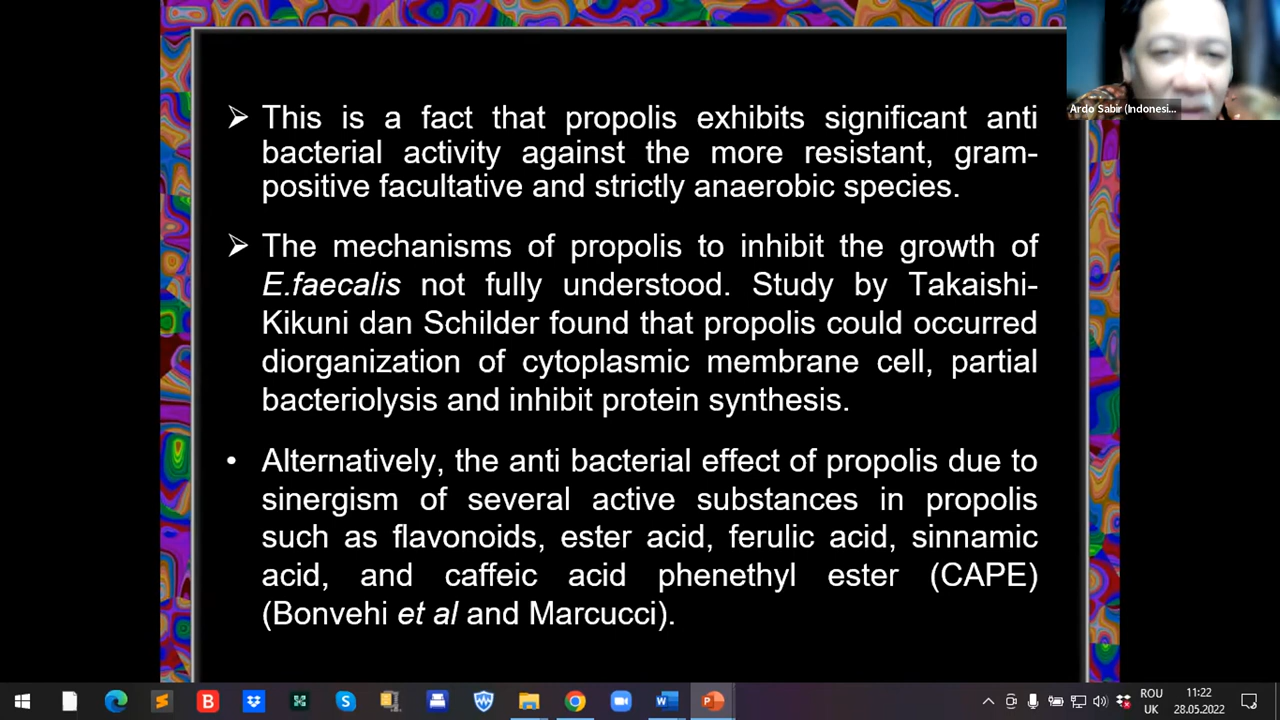 Ardo Sabir (Indonesi...
➢ This is a fact that propolis exhibits significant anti
bacterial activity against the more resistant, gram-
positive facultative and strictly anaerobic species.
➢ The mechanisms of propolis to inhibit the growth of
E.faecalis not fully understood. Study by Takaishi-
Kikuni dan Schilder found that propolis could occurred
diorganization of cytoplasmic membrane cell, partial
bacteriolysis and inhibit protein synthesis.
• Alternatively, the anti bacterial effect of propolis due to
sinergism of several active substances in propolis
such as flavonoids, ester acid, ferulic acid, sinnamic
acid, and caffeic acid phenethyl ester (CAPE)
(Bonvehi et al and Marcucci).
ROU 11:22
UK 28.05.2022